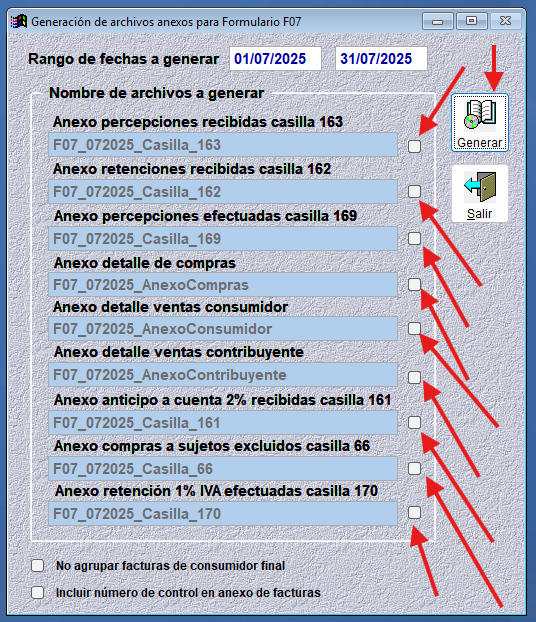 Generación de archivos anexos para Formulario F07
Rango de fechas a generar 01/07/2025 31/07/2025
Nombre de archivos a generar
Anexo percepciones recibidas casilla 163
F07_072025_Casilla_163
Generar
Anexo retenciones recibidas casilla 162
F07_072025_Casilla_162
Salir
Anexo percepciones efectuadas casilla 169
F07_072025_Casilla_169
Anexo detalle de compras
F07_072025_AnexoCompras
Anexo detalle ventas consumidor
F07_072025_AnexoConsumidor
Anexo detalle ventas contribuyente
F07_072025_AnexoContribuyente
Anexo anticipo a cuenta 2% recibidas casilla 161
F07_072025_Casilla_161
Anexo compras a sujetos excluidos casilla 66
F07_072025_Casilla_66
Anexo retención 1% IVA efectuadas casilla 170
F07_072025_Casilla_170
No agrupar facturas de consumidor final
Incluir número de control en anexo de facturas